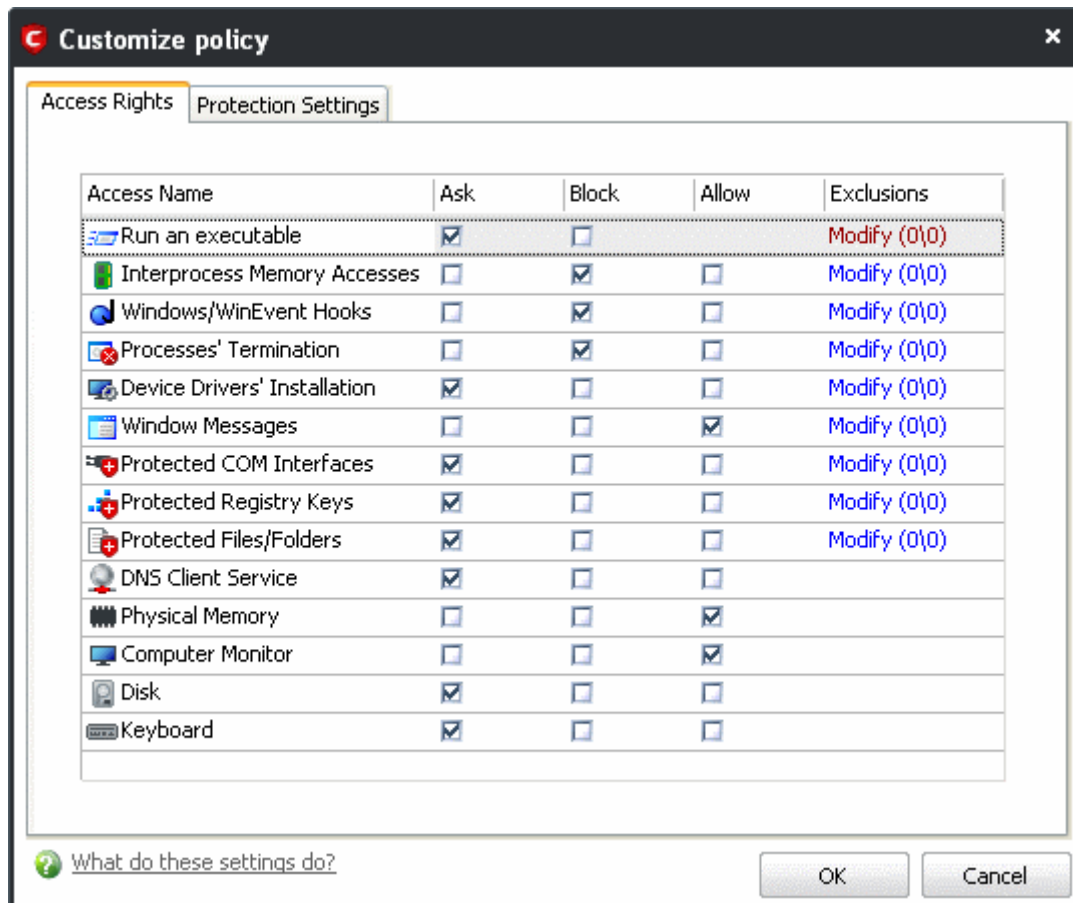 C Customize policy ×
Access Rights Protection Settings
Access Name Ask Block Allow Exclusions
Run an executable Modify (0\0)
Interprocess Memory Accesses Modify (0\0)
Windows/WinEvent Hooks Modify (0\0)
Processes' Termination Modify (0\0)
Device Drivers' Installation Modify (0\0)
Window Messages Modify (0\0)
Protected COM Interfaces Modify (0\0)
Protected Registry Keys Modify (0\0)
Protected Files/Folders Modify (0\0)
DNS Client Service
Physical Memory
Computer Monitor
Disk
Keyboard
? What do these settings do? OK Cancel